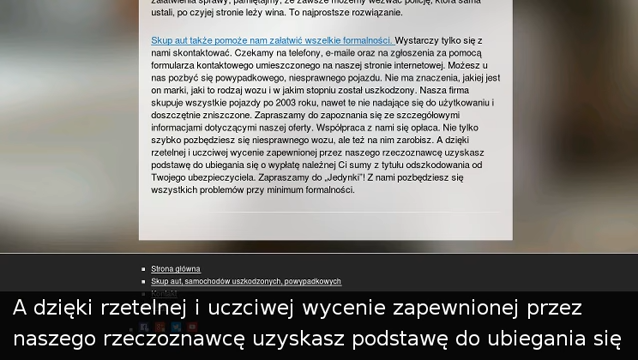 załatwienia sprawy, pamiętajmy, że zawsze możemy wezwać policję, która sama
ustali, po czyjej stronie leży wina. To najprostsze rozwiązanie.
Skup aut także pomoże nam załatwić wszelkie formalności. Wystarczy tylko się z
nami skontaktować. Czekamy na telefony, e-maile oraz na zgłoszenia za pomocą
formularza kontaktowego umieszczonego na naszej stronie internetowej. Możesz u
nas pozbyć się powypadkowego, niesprawnego pojazdu. Nie ma znaczenia, jakiej jest
on marki, jaki to rodzaj wozu i w jakim stopniu został uszkodzony. Nasza firma
skupuje wszystkie pojazdy po 2003 roku, nawet te nie nadające się do użytkowaniu i
doszczętnie zniszczone. Zapraszamy do zapoznania się ze szczegółowymi
informacjami dotyczącymi naszej oferty. Współpraca z nami się opłaca. Nie tylko
szybko pozbędziesz się niesprawnego wozu, ale też na nim zarobisz. A dzięki
rzetelnej i uczciwej wycenie zapewnionej przez naszego rzeczoznawcę uzyskasz
podstawę do ubiegania się o wypłatę należnej Ci sumy z tytułu odszkodowania od
Twojego ubezpieczyciela. Zapraszamy do „Jedynki”! Z nami pozbędziesz się
wszystkich problemów przy minimum formalności.
Strona główna
Skup aut, samochodów uszkodzonych, powypadkowych
Kontakt
A dzięki rzetelnej i uczciwej wycenie zapewnionej przez
naszego rzeczoznawcę uzyskasz podstawę do ubiegania się